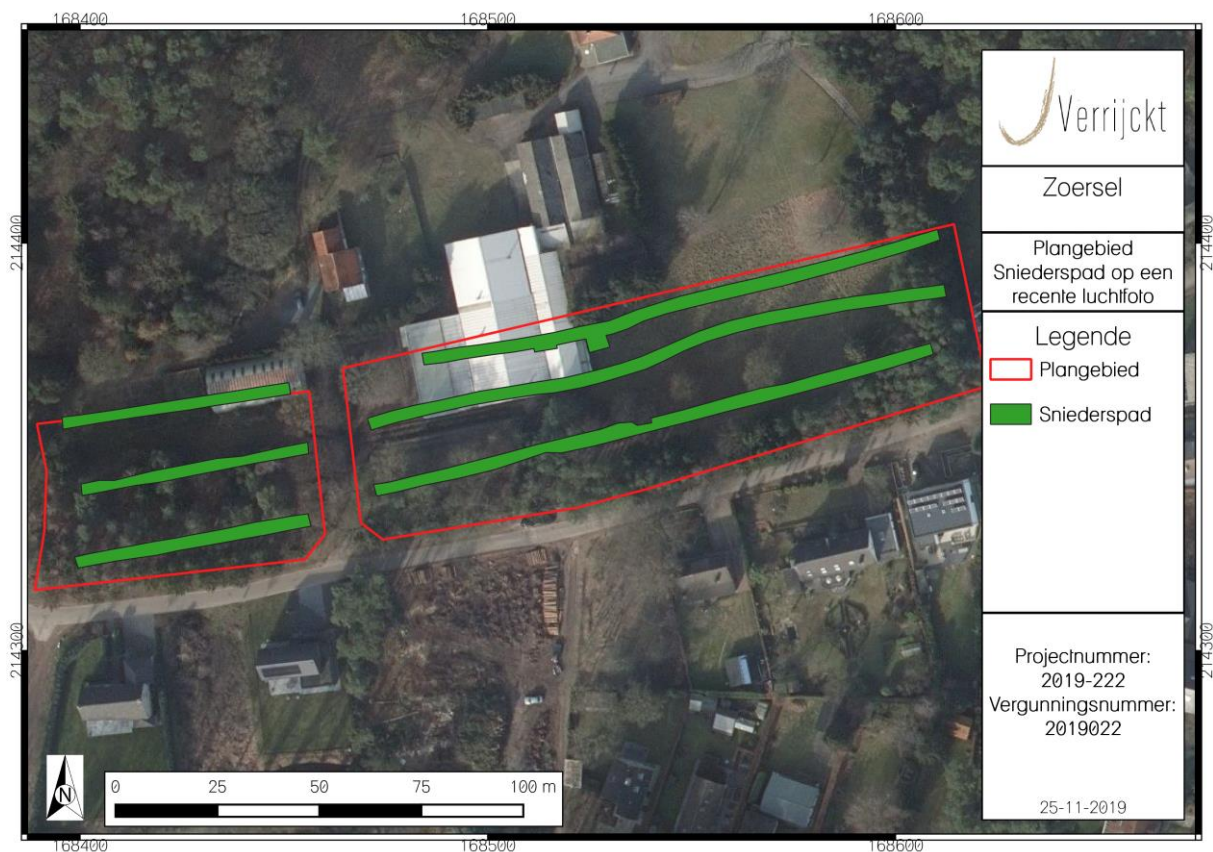 168400
168500
168600
214400
214400
214300
214300
Verrijckt
Zoersel
Plangebied
Sniederspad op een
recente luchtfoto
Legende
Plangebied
Sniederspad
Projectnummer:
2019-222
Vergunningsnummer:
2019022
25-11-2019
N
0 25 50 75 100 m
168400
168500
168600